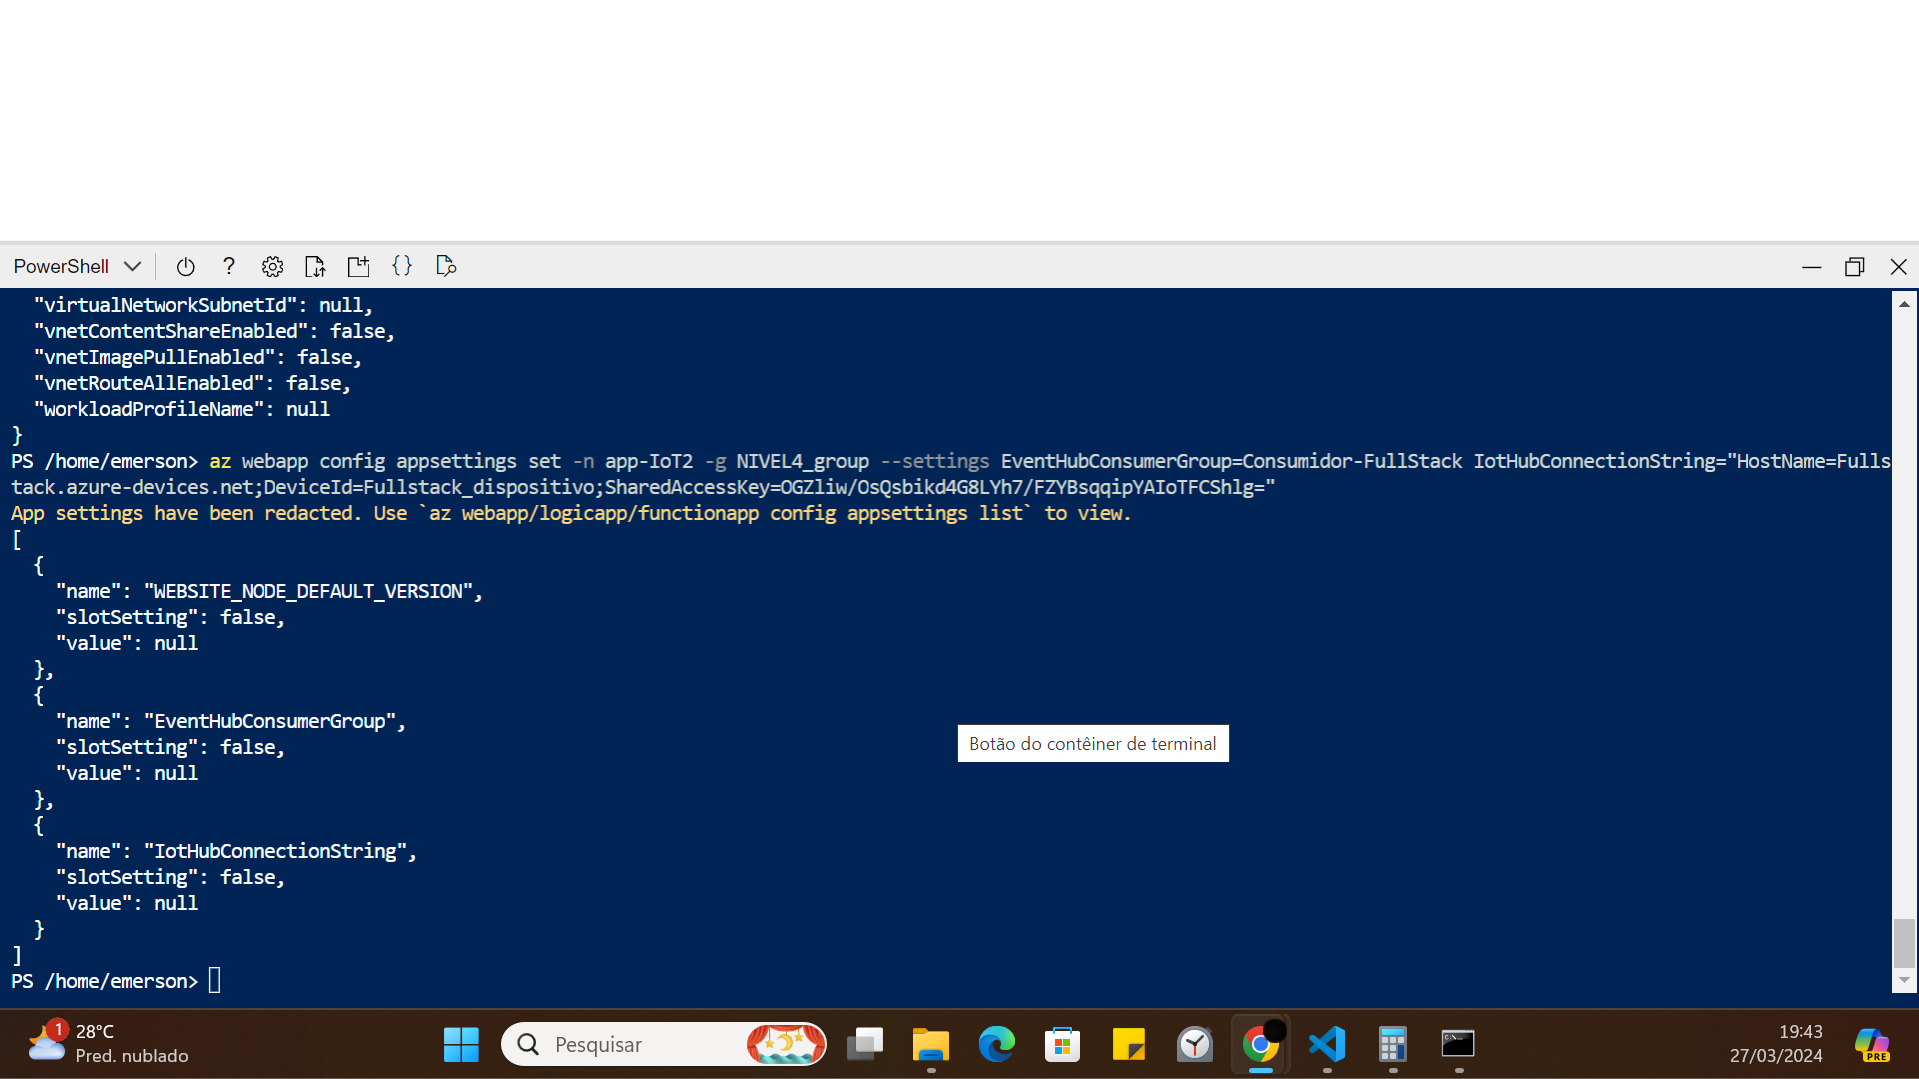 PowerShell
"virtualNetworkSubnetId": null,
"vnetContentShareEnabled": false,
"vnetImagePullEnabled": false,
"vnetRouteAllEnabled": false,
"workloadProfileName": null
}
PS /home/emerson> az webapp config appsettings set -n app-IoT2 -g NIVEL4_group --settings EventHubConsumerGroup=Consumidor-FullStack IotHubConnectionString="HostName=Fulls
tack.azure-devices.net;DeviceId=Fullstack_dispositivo;SharedAccessKey=OGZliw/OsQsbikd4G8LYh7/FZYBsqqipYAIoTFCShlg="
App settings have been redacted. Use `az webapp/logicapp/functionapp config appsettings list` to view.
[
{
"name": "WEBSITE_NODE_DEFAULT_VERSION",
"slotSetting": false,
"value": null
},
{
"name": "EventHubConsumerGroup",
"slotSetting": false,
"value": null
},
{
"name": "IotHubConnectionString",
"slotSetting": false,
"value": null
}
]
PS /home/emerson>
Botão do contêiner de terminal
1
28°C
Pred. nublado
Pesquisar
19:43
27/03/2024
PRE